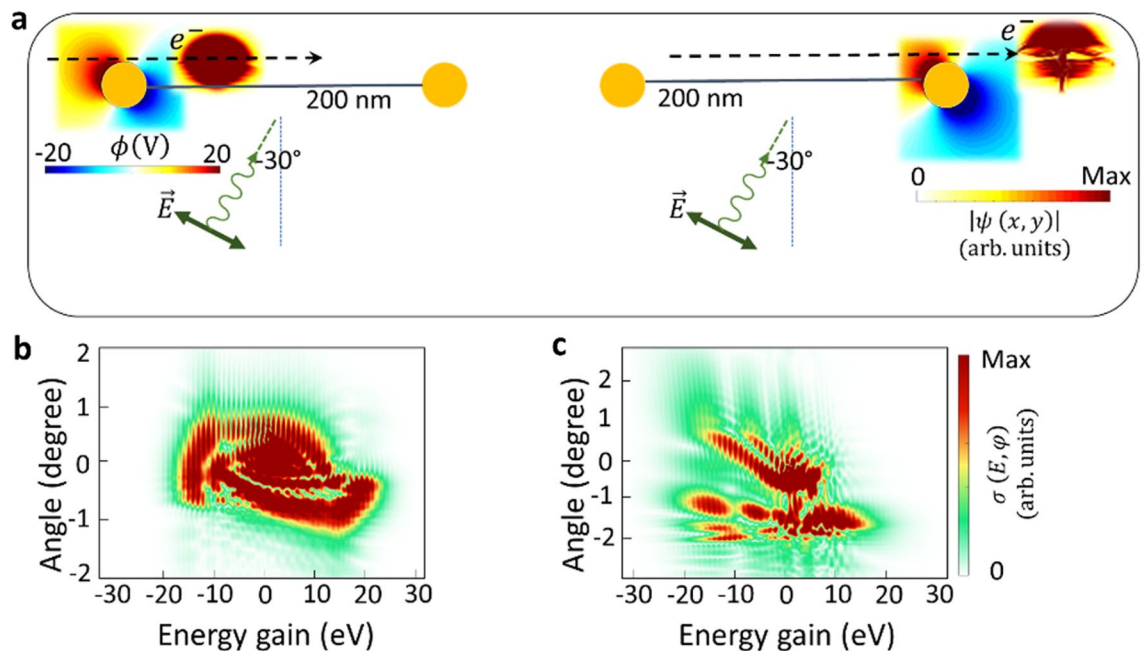 a
e⁻
e⁻
200 nm
200 nm
ϕ (V)
-20 20
-30°
-30°
E⃗
E⃗
0 Max
|ψ (x, y)|
(arb. units)
b
c
Angle (degree)
2
1
0
-1
-2
-30 -20 -10 0 10 20 30
Energy gain (eV)
Angle (degree)
2
1
0
-1
-2
-30 -20 -10 0 10 20 30
Energy gain (eV)
Max
0
σ (E, φ)
(arb. units)